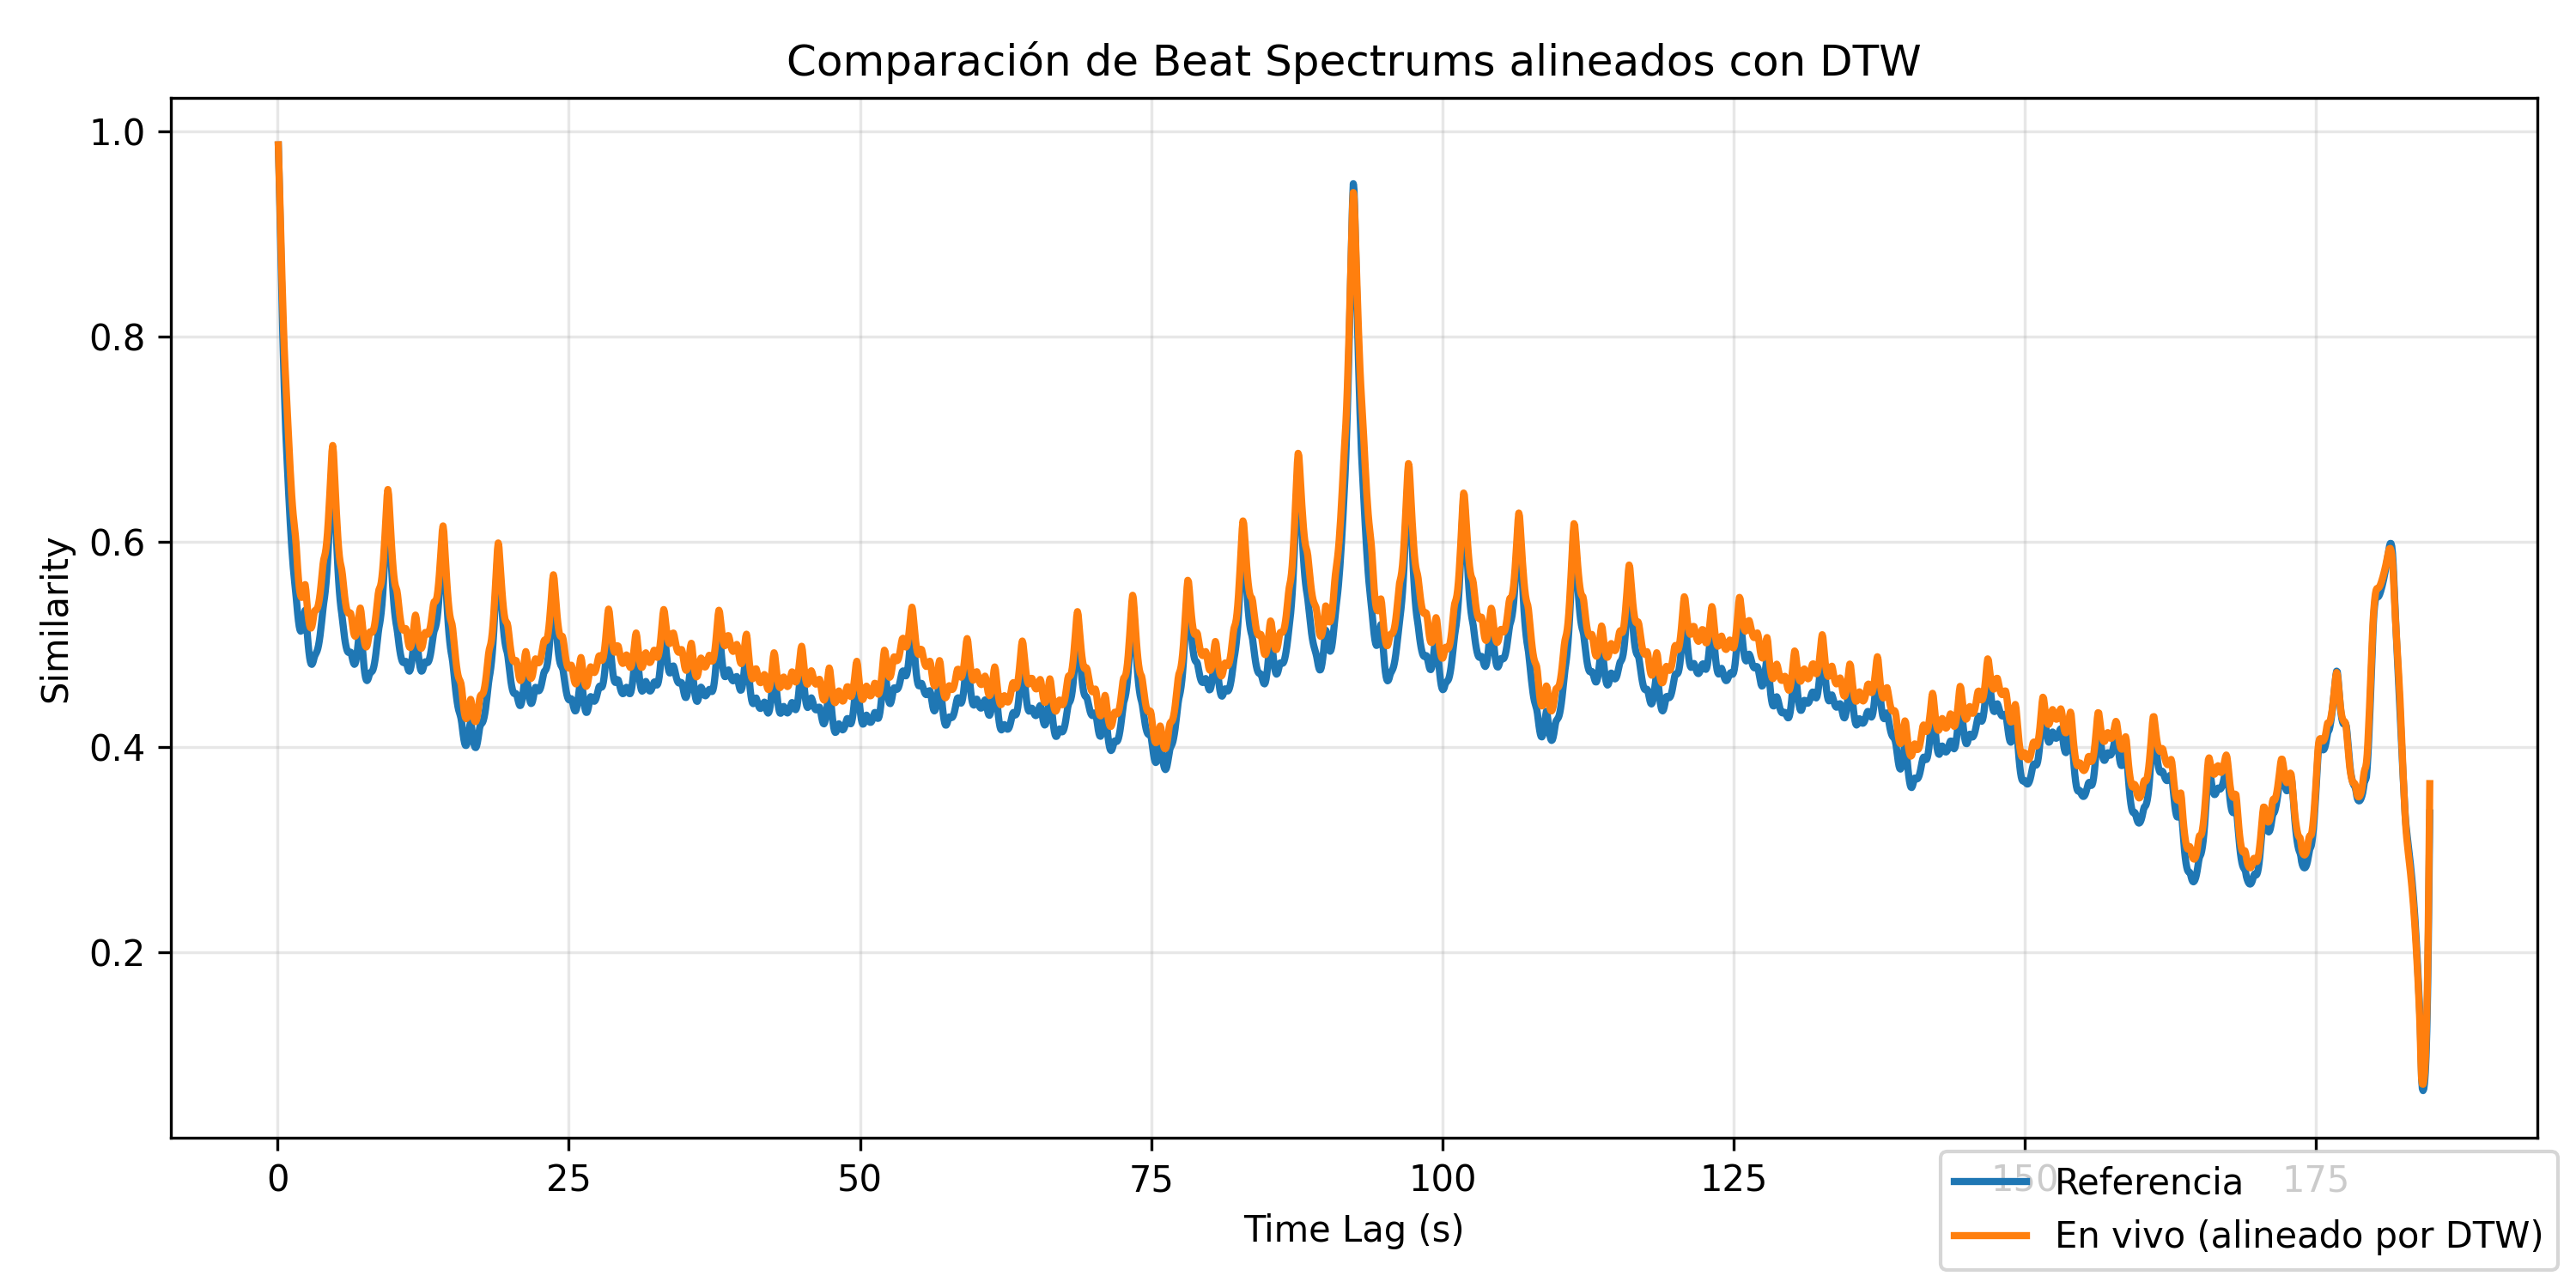 Comparación de Beat Spectrums alineados con DTW
Similarity
1.0
0.8
0.6
0.4
0.2
0 25 50 75 100 125 150 175
Time Lag (s)
Referencia
En vivo (alineado por DTW)